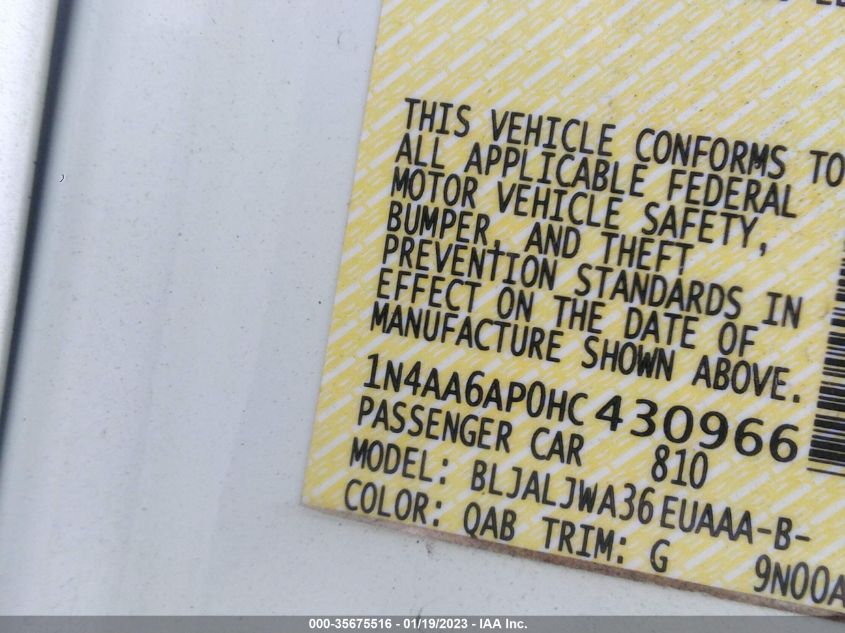 THIS VEHICLE CONFORMS TO
ALL APPLICABLE FEDERAL
MOTOR VEHICLE SAFETY,
BUMPER, AND THEFT
PREVENTION STANDARDS IN
EFFECT ON THE DATE OF
MANUFACTURE SHOWN ABOVE.
1N4AA6AP0HC430966
PASSENGER CAR 810
MODEL: BLJALJWA36EUAAA-B-
COLOR: QAB TRIM: G 9N00A
000-35675516 - 01/19/2023 - IAA Inc.